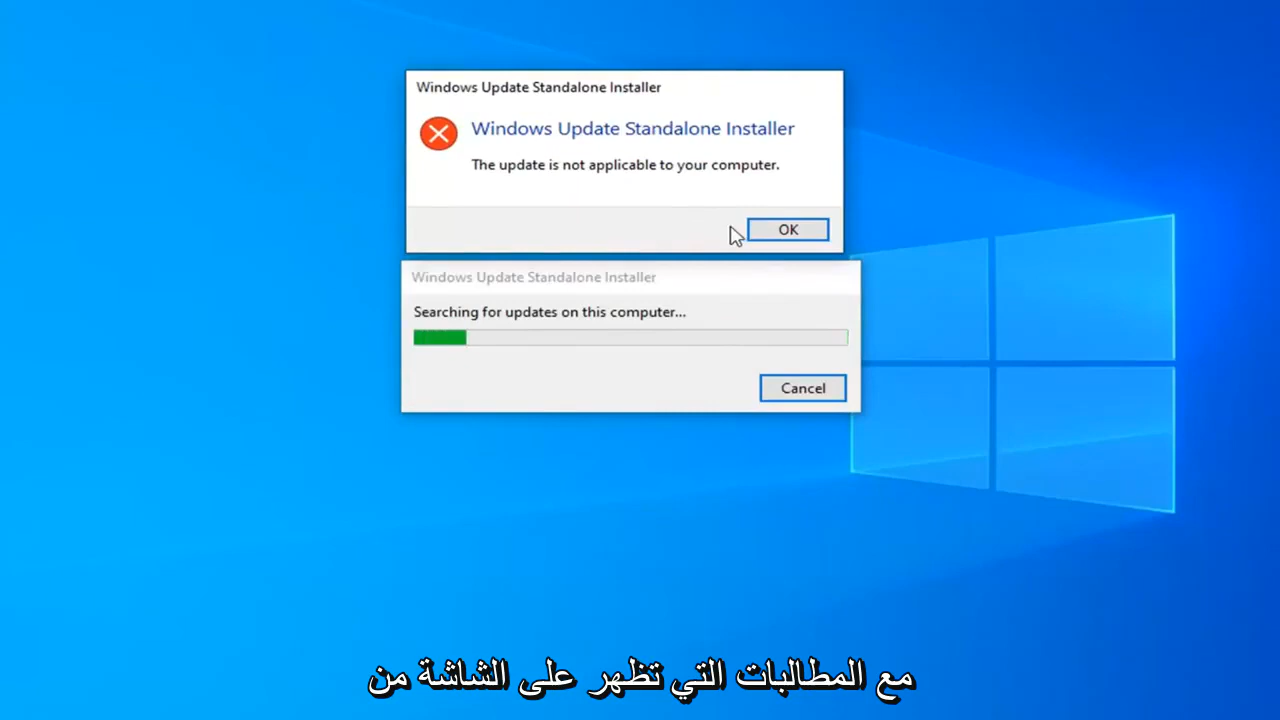 Windows Update Standalone Installer
Windows Update Standalone Installer
The update is not applicable to your computer.
OK
Windows Update Standalone Installer
Searching for updates on this computer...
Cancel
مع المطالبات التي تظهر على الشاشة من